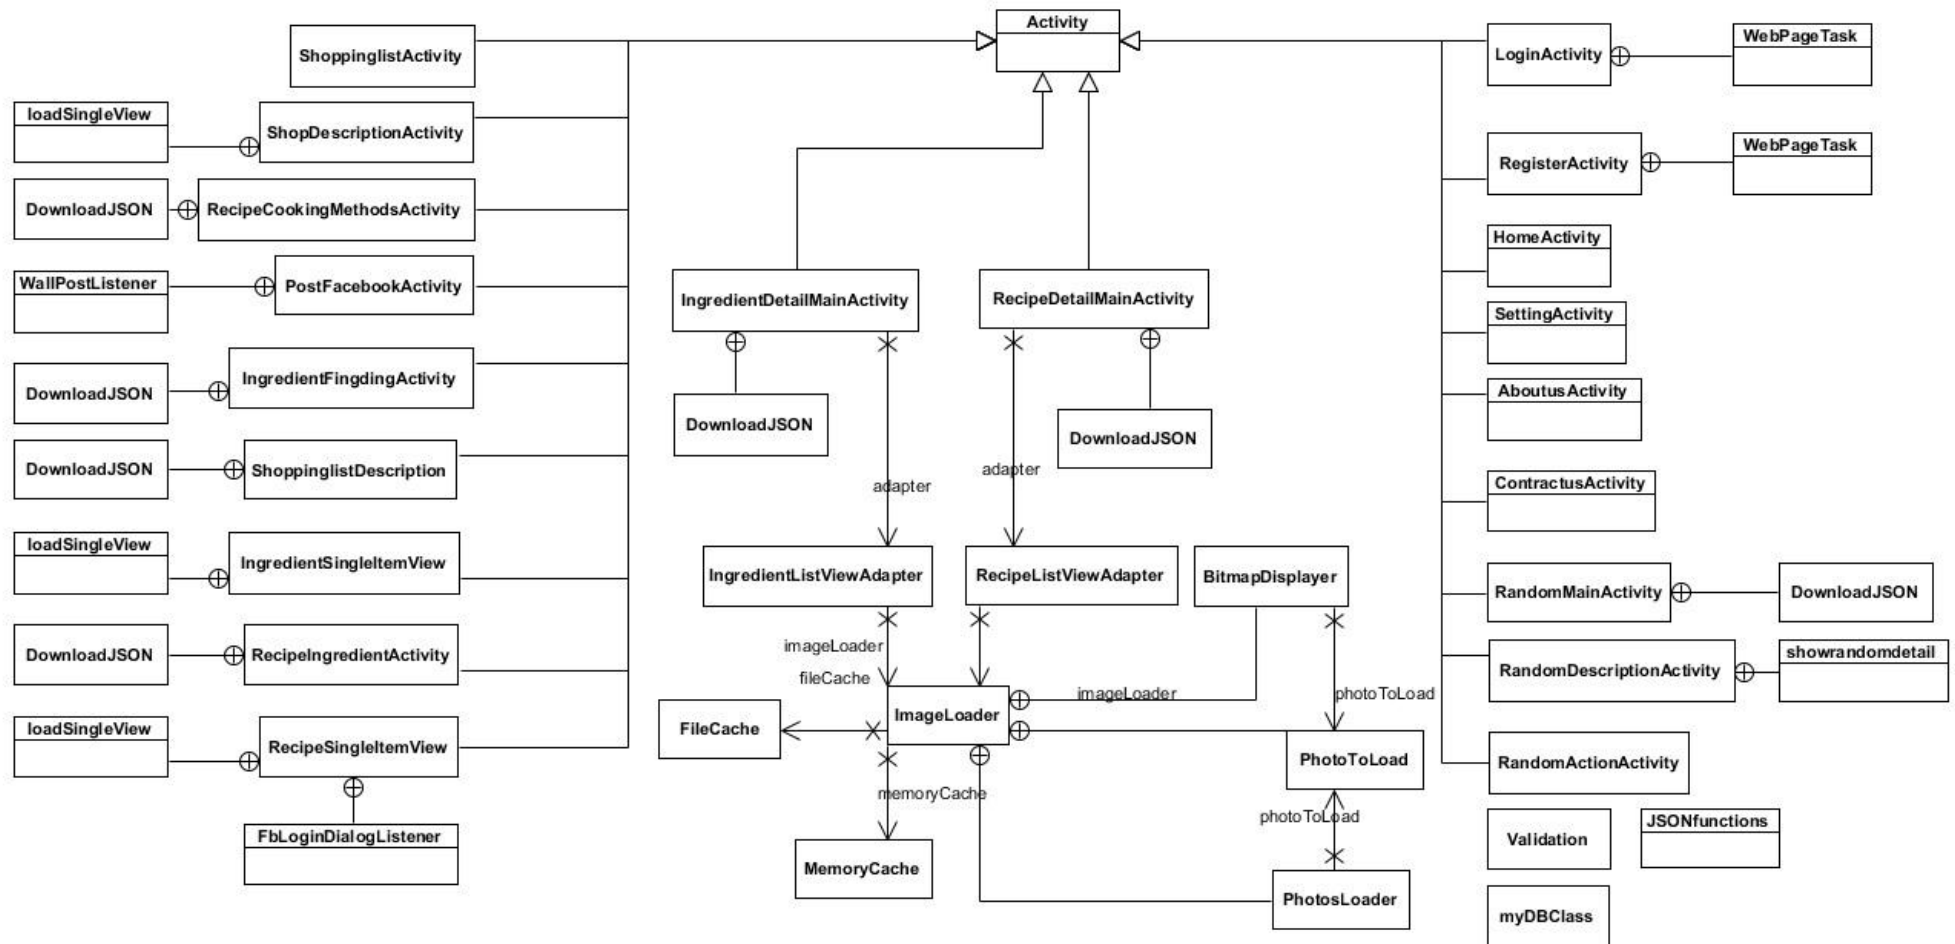 Activity
ShoppinglistActivity
LoginActivity
WebPageTask
loadSingleView
ShopDescriptionActivity
RegisterActivity
WebPageTask
DownloadJSON
RecipeCookingMethodsActivity
HomeActivity
WallPostListener
PostFacebookActivity
IngredientDetailMainActivity
RecipeDetailMainActivity
SettingActivity
DownloadJSON
IngredientFingdingActivity
AboutusActivity
DownloadJSON
DownloadJSON
DownloadJSON
ShoppinglistDescription
adapter
adapter
ContractusActivity
loadSingleView
IngredientSingleItemView
IngredientListViewAdapter
RecipeListViewAdapter
BitmapDisplayer
RandomMainActivity
DownloadJSON
DownloadJSON
RecipeIngredientActivity
imageLoader
fileCache
imageLoader
photoToLoad
RandomDescriptionActivity
showrandomdetail
loadSingleView
RecipeSingleItemView
FileCache
ImageLoader
PhotoToLoad
RandomActionActivity
memoryCache
photoToLoad
FbLoginDialogListener
MemoryCache
PhotosLoader
Validation
JSONfunctions
myDBClass